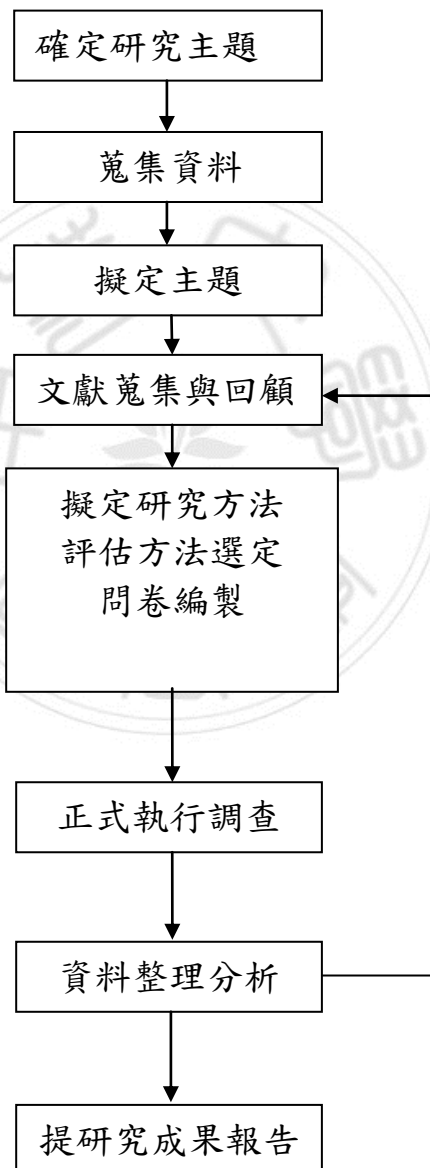 確定研究主題
蒐集資料
擬定主題
文獻蒐集與回顧
擬定研究方法
評估方法選定
問卷編製
正式執行調查
資料整理分析
提研究成果報告